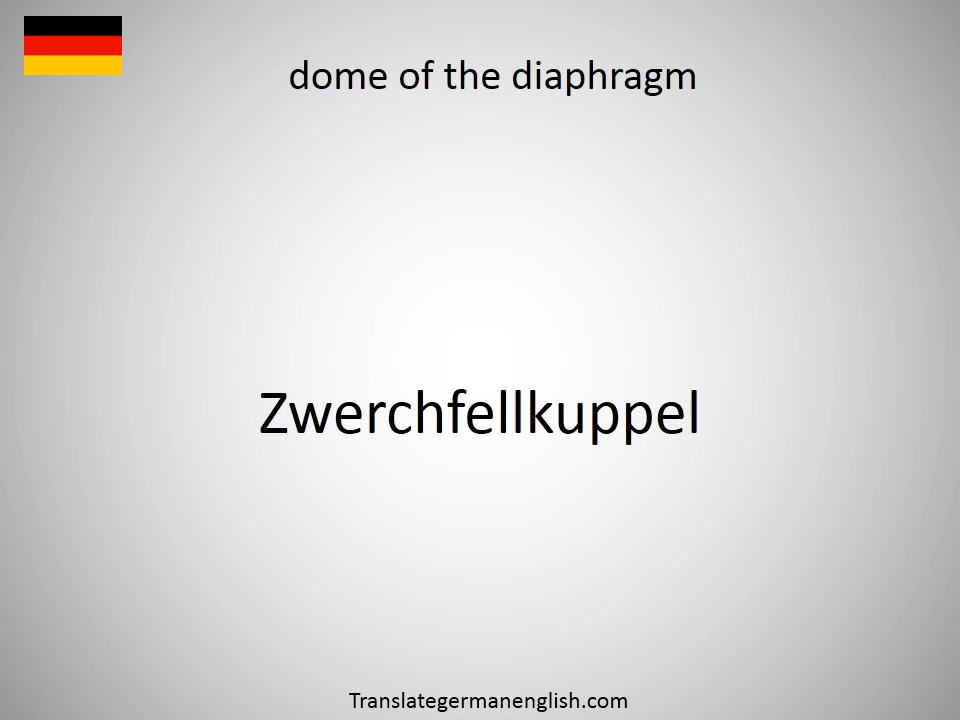 dome of the diaphragm
Zwerchfellkuppel
Translategermanenglish.com